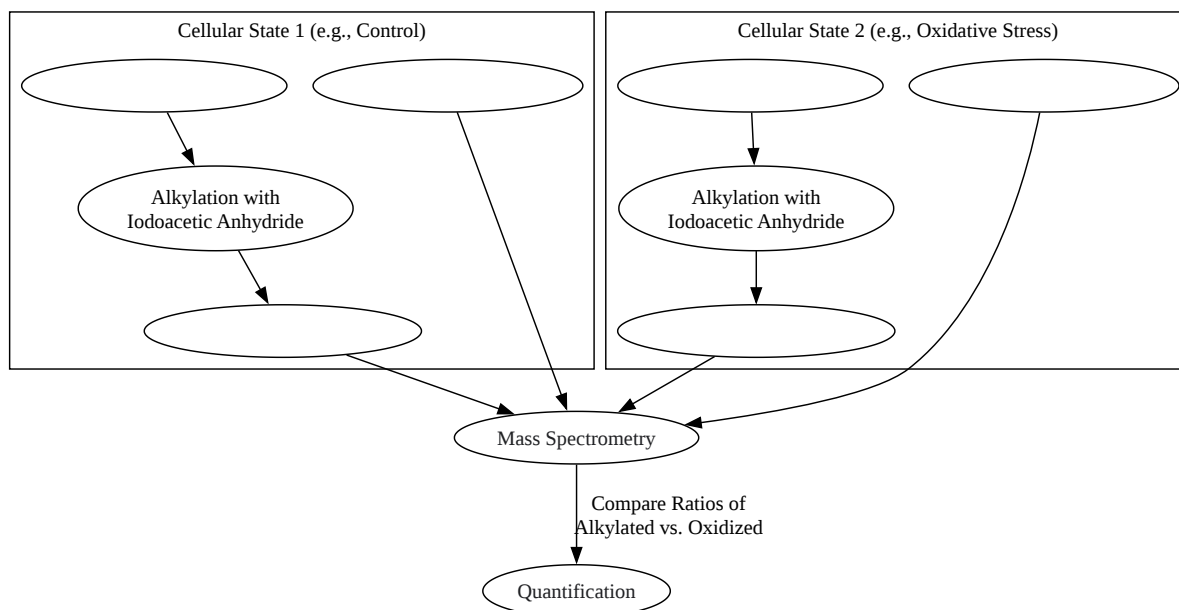 Cellular State 1 (e.g., Control)
Cellular State 2 (e.g., Oxidative Stress)
Alkylation with
Iodoacetic Anhydride
Alkylation with
Iodoacetic Anhydride
Mass Spectrometry
Compare Ratios of
Alkylated vs. Oxidized
Quantification